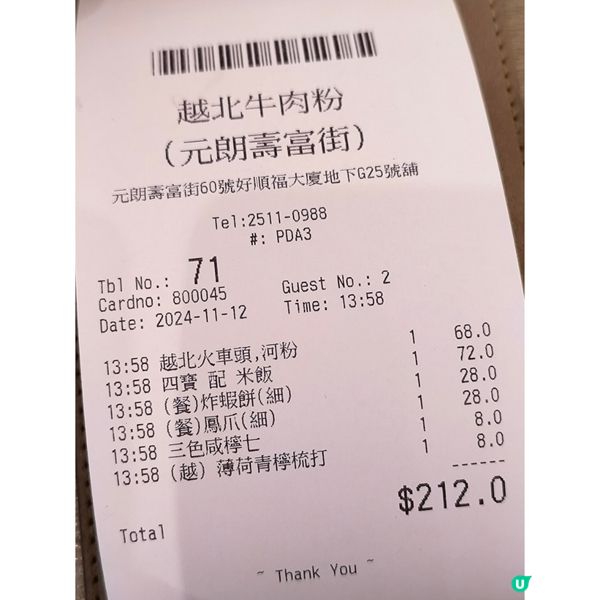 越北牛肉粉
(元朗壽富街)
元朗壽富街60號好順福大廈地下G25號舖
Tel:2511-0988
#: PDA3
Tbl No.: 71
Cardno: 800045 Guest No.: 2
Date: 2024-11-12 Time: 13:58
13:58 越北火車頭,河粉 1 68.0
13:58 四寶 配 米飯 1 72.0
13:58 (餐)炸蝦餅(細) 1 28.0
13:58 (餐)鳳爪(細) 1 28.0
13:58 三色咸檸七 1 8.0
13:58 (越) 薄荷青檸梳打 1 8.0
------
$212.0
Total
~ Thank You ~
U